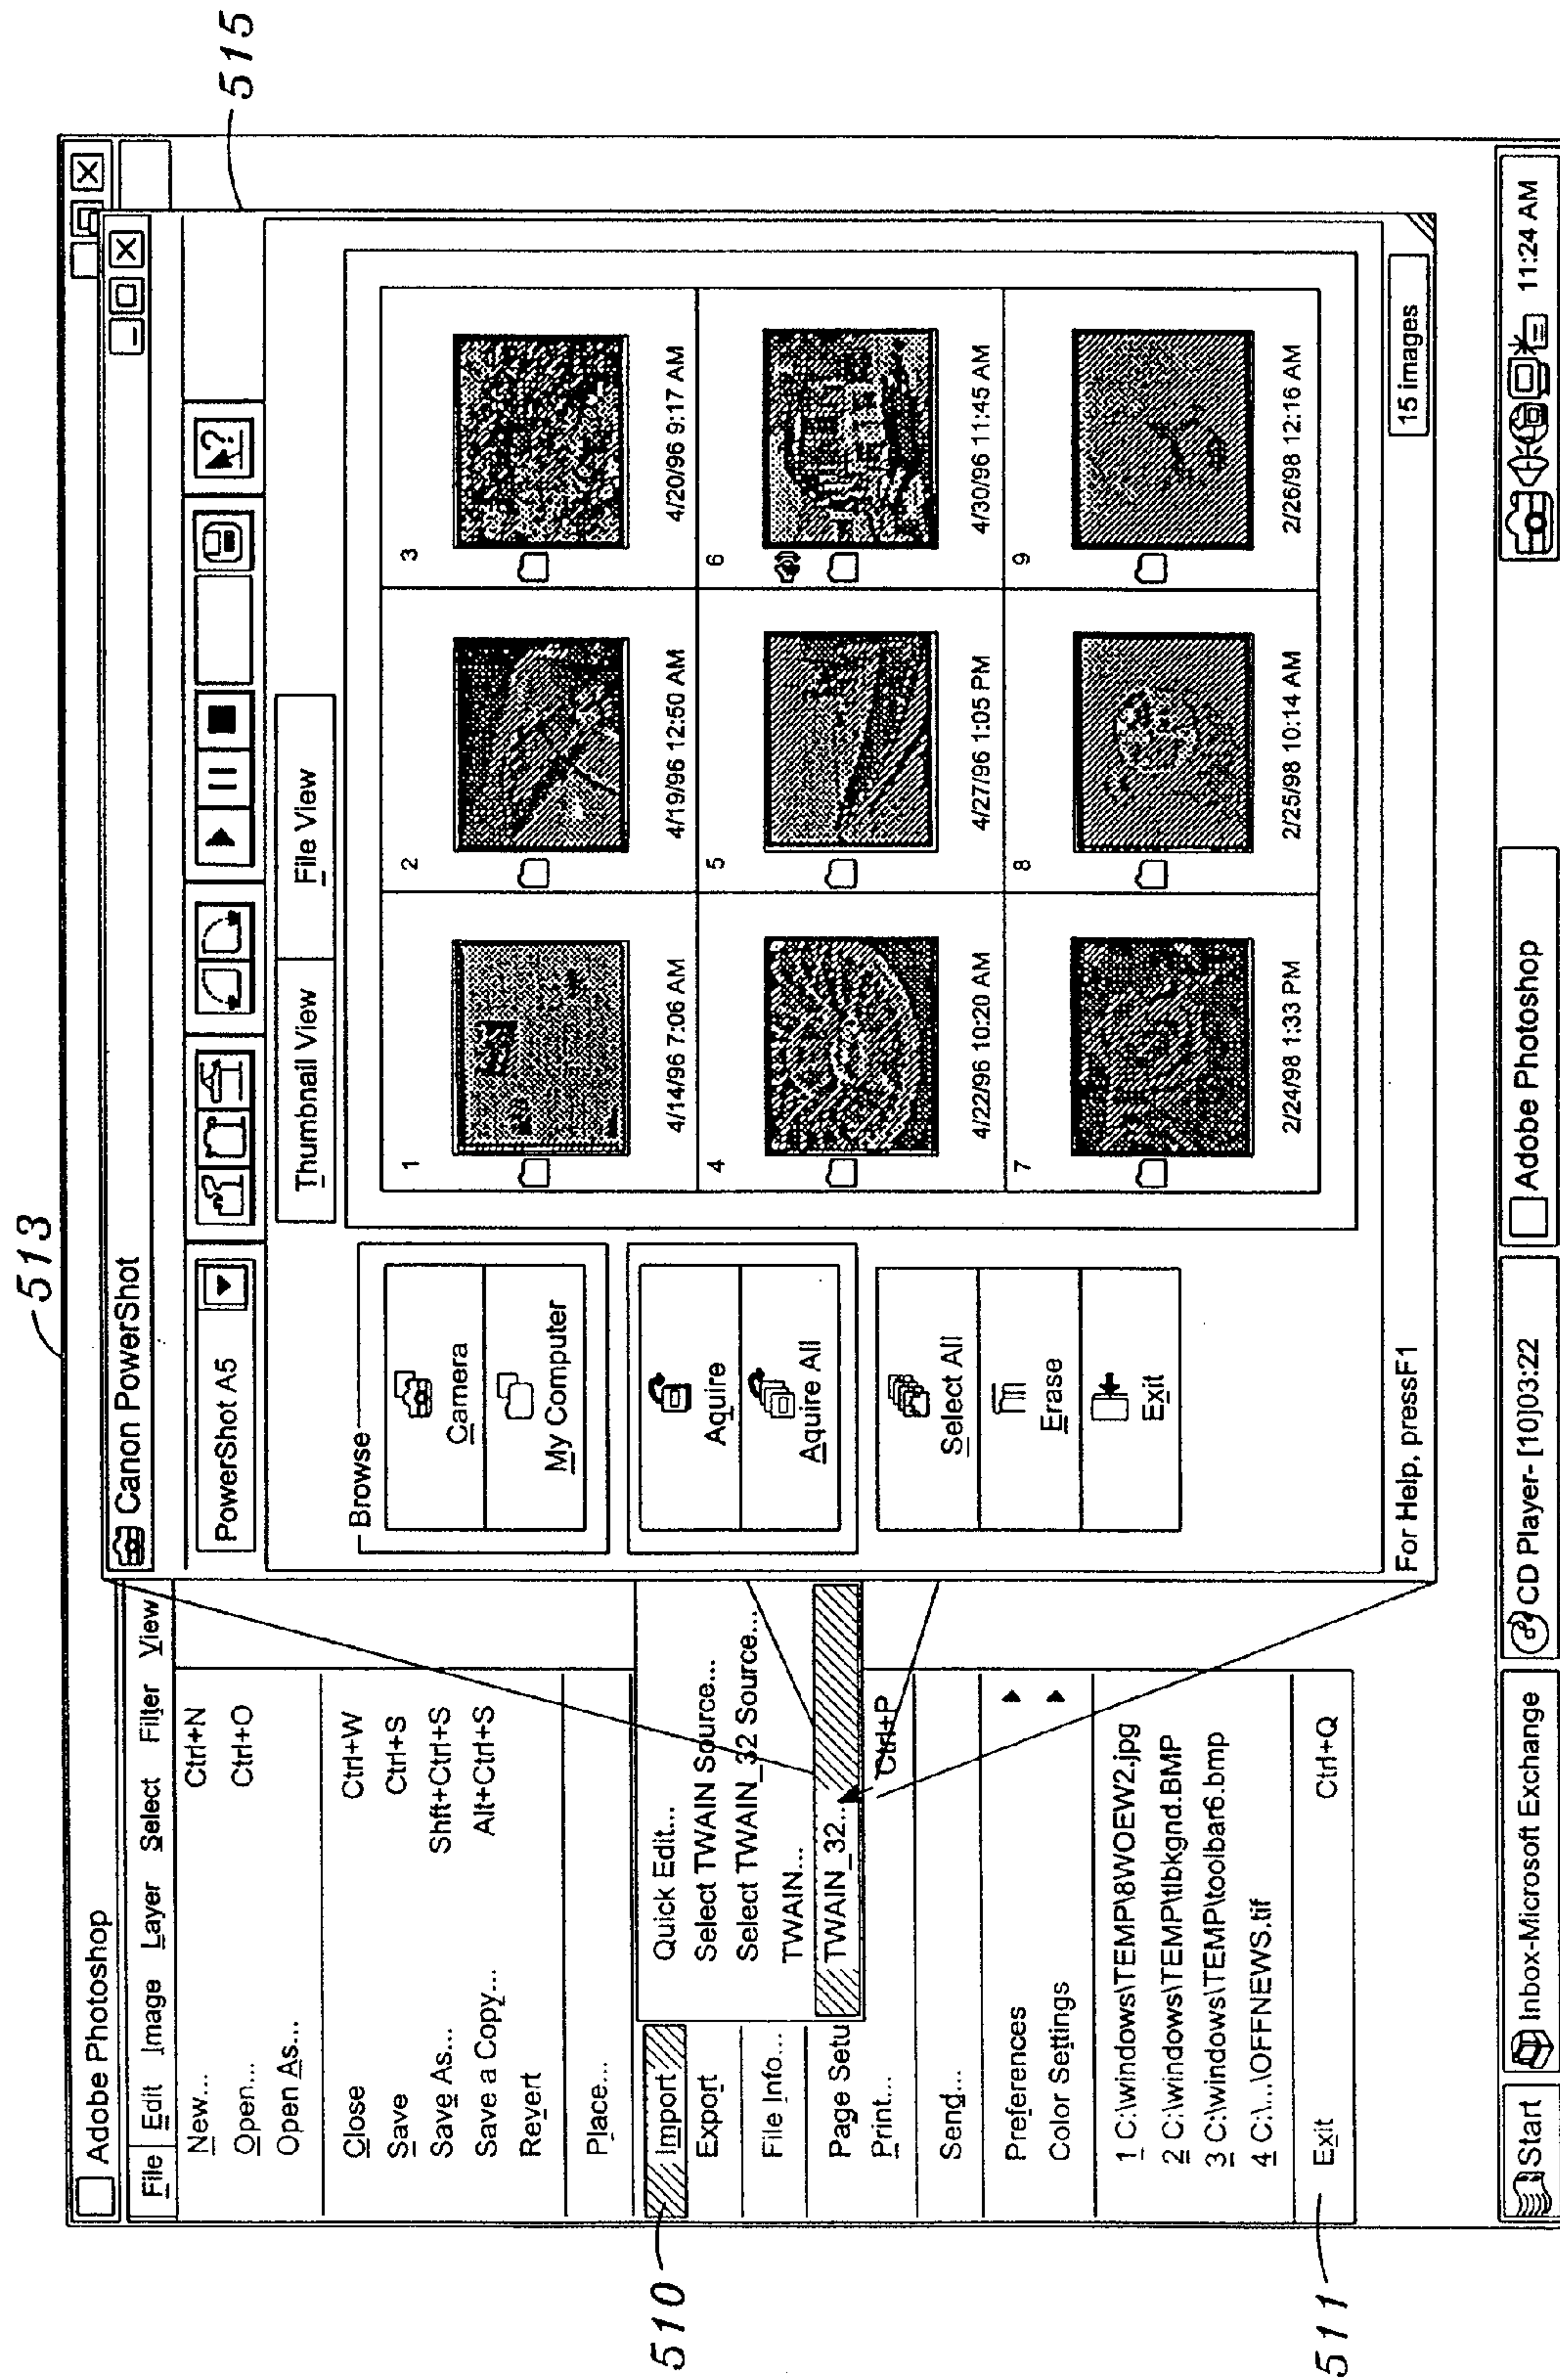 513
515
Adobe Photoshop
File Edit Image Layer Select Filter View
New... Ctrl+N
Open... Ctrl+O
Open As...
Close Ctrl+W
Save Ctrl+S
Save As... Shft+Ctrl+S
Save a Copy... Alt+Ctrl+S
Revert
Place...
510
Import
Export
File Info...
Page Setu
Print... Ctrl+P
Send...
Preferences
Color Settings
1 C:\windows\TEMP\8WOEW2.jpg
2 C:\windows\TEMP\tlbkgnd.BMP
3 C:\windows\TEMP\toolbar6.bmp
4 C:\...\OFFNEWS.tif
511
Exit Ctrl+Q
Quick Edit...
Select TWAIN Source...
Select TWAIN_32 Source...
TWAIN...
TWAIN_32...
Canon PowerShot
PowerShot A5
?
Browse
Camera
My Computer
Aquire
Aquire All
Select All
Erase
Exit
Thumbnail View File View
1 2 3
4/14/96 7:06 AM 4/19/96 12:50 AM 4/20/96 9:17 AM
4 5 6
4/22/96 10:20 AM 4/27/96 1:05 PM 4/30/96 11:45 AM
7 8 9
2/24/98 1:33 PM 2/25/98 10:14 AM 2/26/98 12:16 AM
For Help, pressF1 15 images
Start Inbox-Microsoft Exchange CD Player- [10]03:22 Adobe Photoshop 11:24 AM